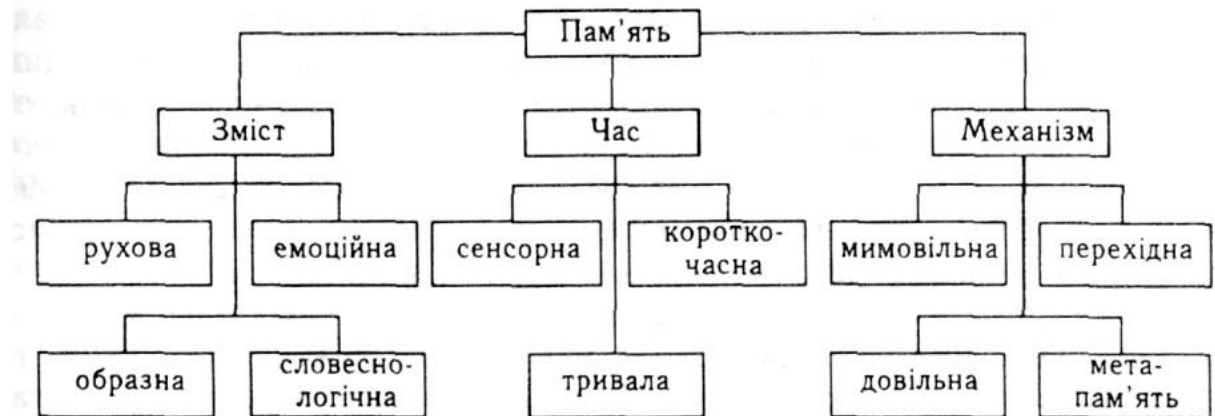 Пам'ять
Зміст
Час
Механізм
рухова
емоційна
сенсорна
коротко-
часна
мимовільна
перехідна
образна
словесно-
логічна
тривала
довільна
мета-
пам'ять